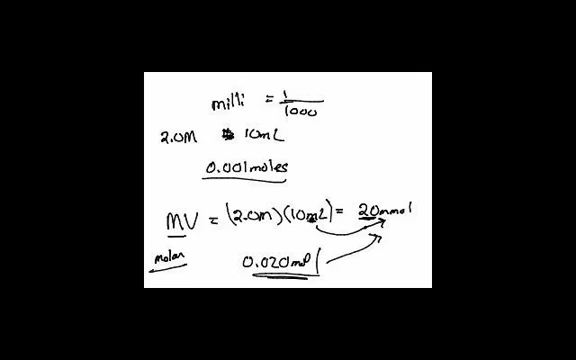 milli = 1/1000
2.0M 10mL
0.001moles
MV = (2.0M)(10mL) = 20mmol
molar
0.020mol